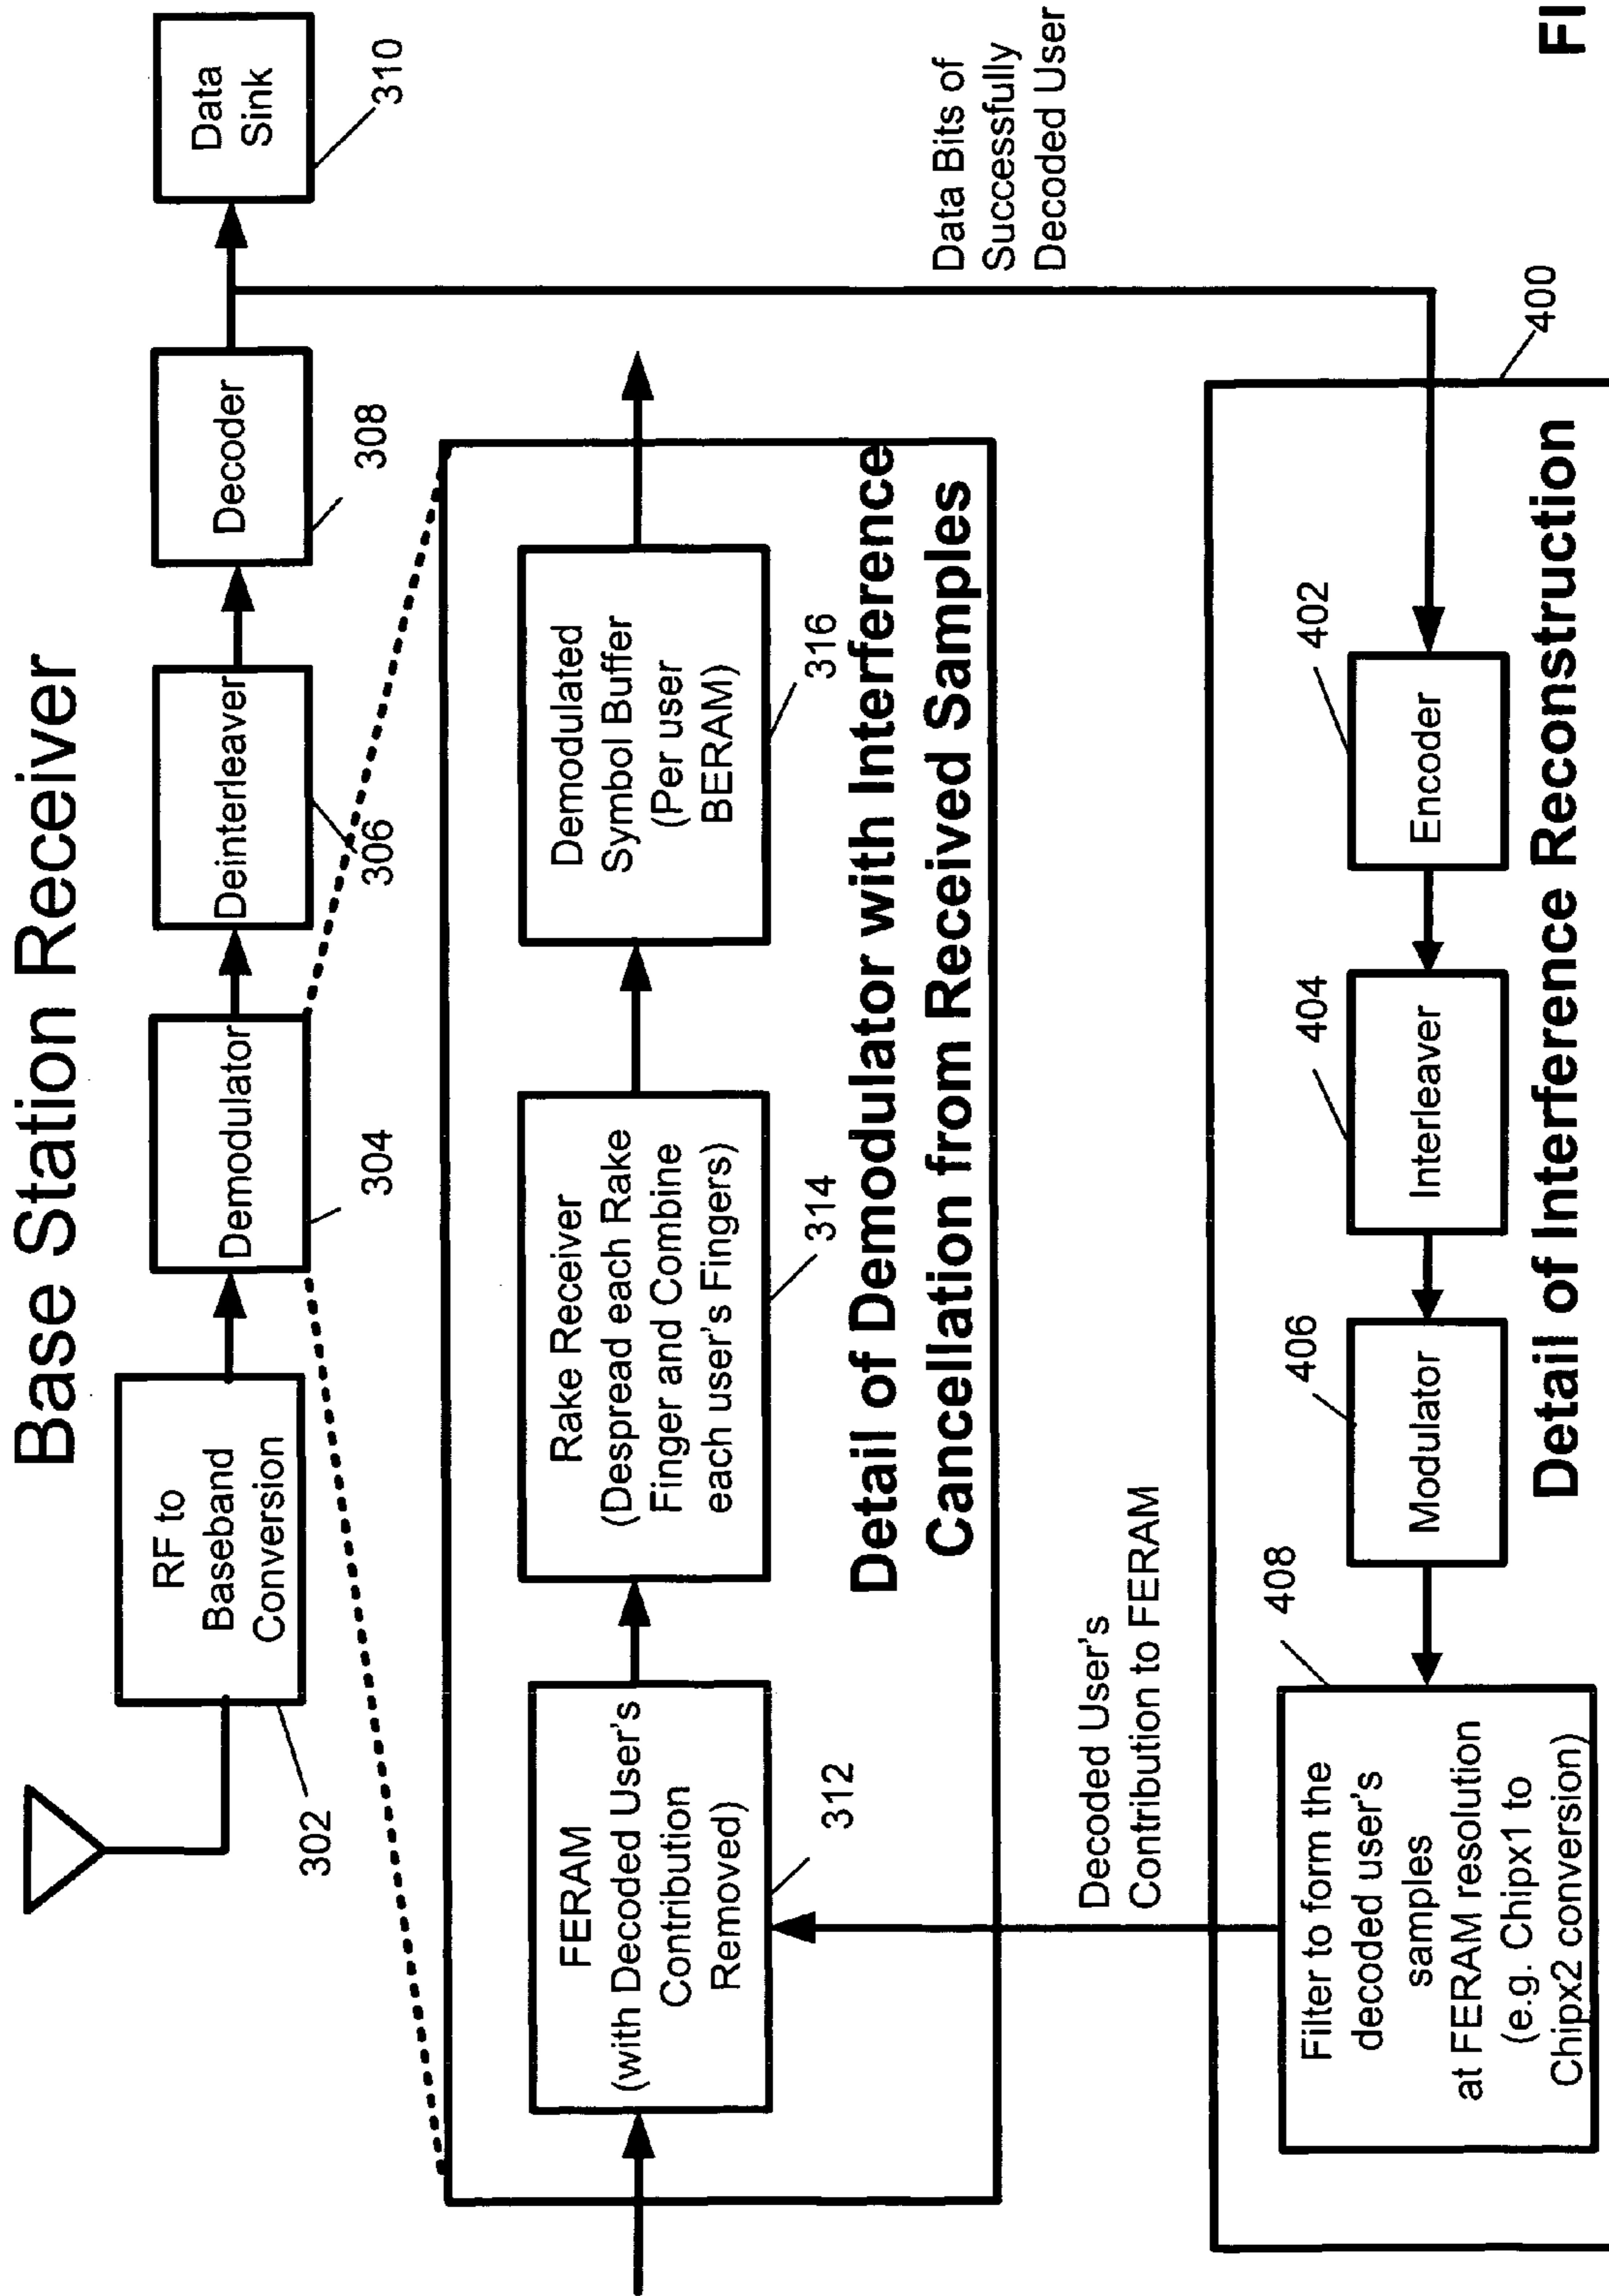 Base Station Receiver
RF to
Baseband
Conversion
302
Demodulator
304
Deinterleaver
306
Decoder
308
Data
Sink
310
FERAM
(with Decoded User's
Contribution
Removed)
312
Rake Receiver
(Despread each Rake
Finger and Combine
each user's Fingers)
314
Demodulated
Symbol Buffer
(Per user
BERAM)
316
Detail of Demodulator with Interference
Cancellation from Received Samples
Data Bits of
Successfully
Decoded User
Decoded User's
Contribution to FERAM
400
Filter to form the
decoded user's
samples
at FERAM resolution
(e.g. Chipx1 to
Chipx2 conversion)
408
Modulator
406
Interleaver
404
Encoder
402
Detail of Interference Reconstruction
FI